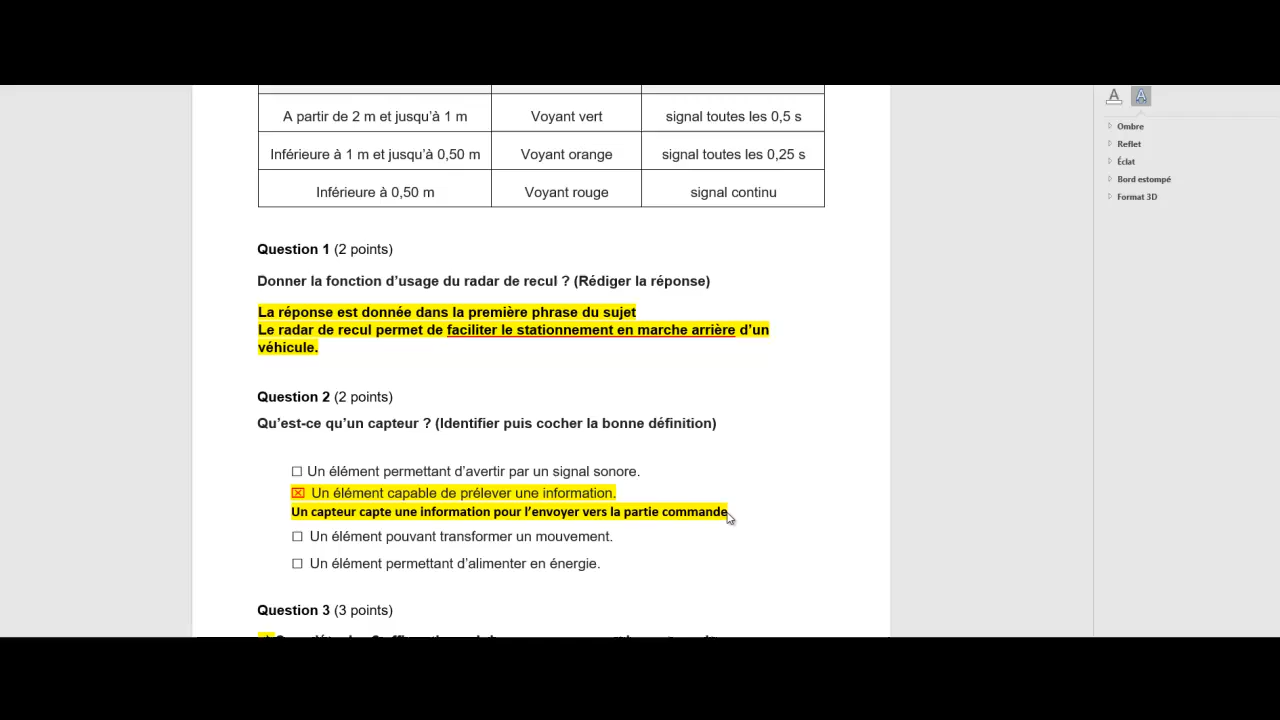 A partir de 2 m et jusqu'à 1 m Voyant vert signal toutes les 0,5 s
Inférieure à 1 m et jusqu'à 0,50 m Voyant orange signal toutes les 0,25 s
Inférieure à 0,50 m Voyant rouge signal continu
Question 1 (2 points)
Donner la fonction d'usage du radar de recul ? (Rédiger la réponse)
La réponse est donnée dans la première phrase du sujet
Le radar de recul permet de faciliter le stationnement en marche arrière d'un
véhicule.
Question 2 (2 points)
Qu'est-ce qu'un capteur ? (Identifier puis cocher la bonne définition)
☐ Un élément permettant d'avertir par un signal sonore.
☒ Un élément capable de prélever une information.
Un capteur capte une information pour l'envoyer vers la partie commande
☐ Un élément pouvant transformer un mouvement.
☐ Un élément permettant d'alimenter en énergie.
Question 3 (3 points)
A A
Ombre
Reflet
Éclat
Bord estompé
Format 3D